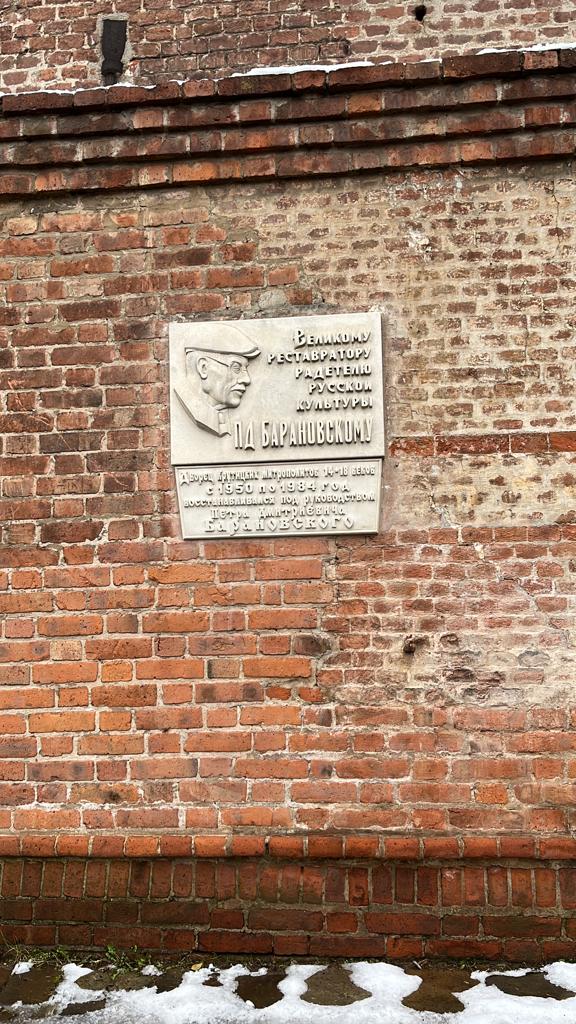 Великому
реставратору
радетелю
русской
культуры
П.Д. Барановскому
Дворец Крутицких митрополитов 14-18 веков
с 1950 по 1984 год
восстанавливался под руководством
Петра Дмитриевича
Барановского